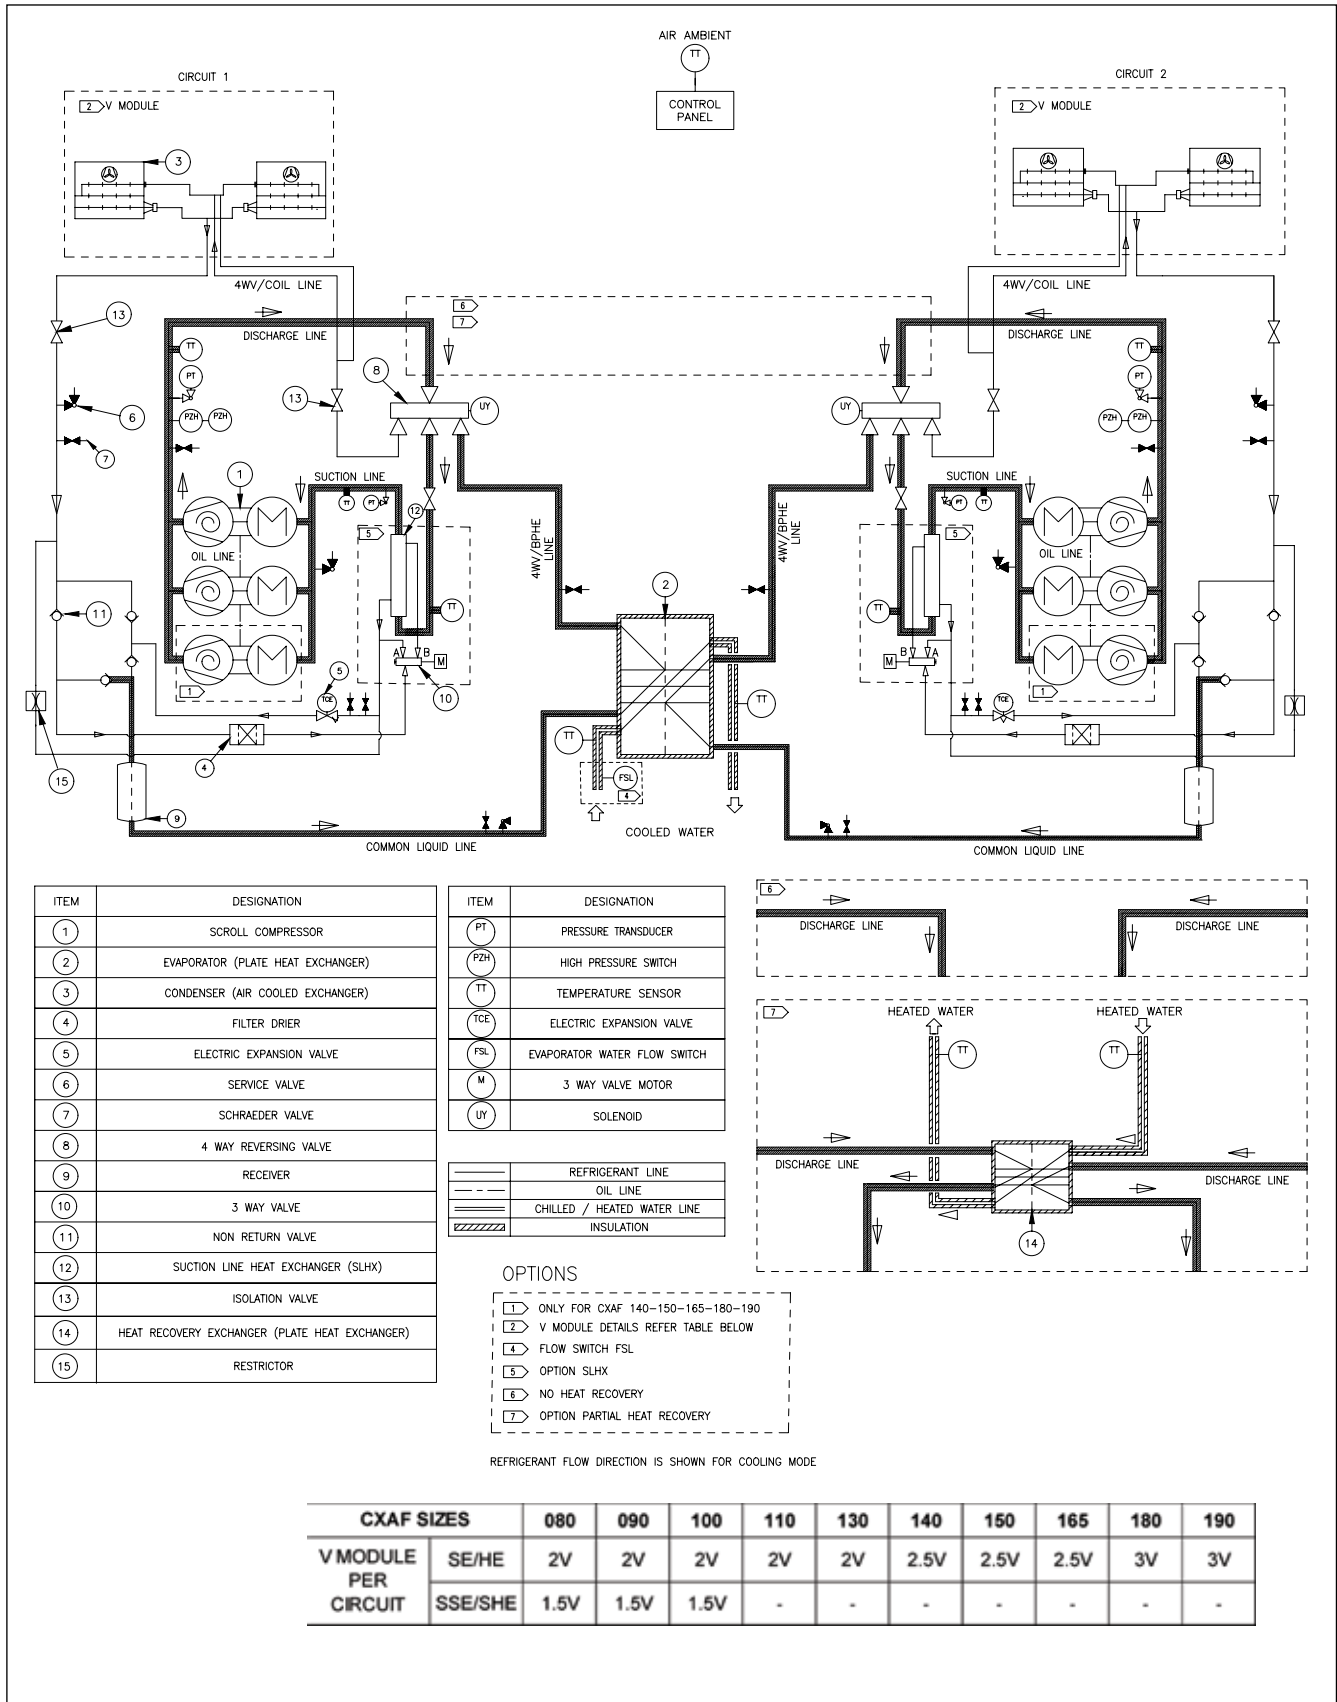 AIR AMBIENT
TT
CONTROL
PANEL
CIRCUIT 1
2 V MODULE
3
CIRCUIT 2
2 V MODULE
4WV/COIL LINE
4WV/COIL LINE
6
7
13
DISCHARGE LINE
DISCHARGE LINE
TT
TT
8
PT
PT
13
UY
UY
6
PZH PZH
PZH PZH
7
1
SUCTION LINE
SUCTION LINE
TT PT
PT TT
12
5
5
OIL LINE
OIL LINE
4WV/BPHE
LINE
4WV/BPHE
LINE
2
11
TT
TT
A B
M
M
B A
1
5
TCE
10
TCE
1
TT
TT
15
4
FSL
4
9
COOLED WATER
COMMON LIQUID LINE
COMMON LIQUID LINE
ITEM DESIGNATION
1 SCROLL COMPRESSOR
2 EVAPORATOR (PLATE HEAT EXCHANGER)
3 CONDENSER (AIR COOLED EXCHANGER)
4 FILTER DRIER
5 ELECTRIC EXPANSION VALVE
6 SERVICE VALVE
7 SCHRAEDER VALVE
8 4 WAY REVERSING VALVE
9 RECEIVER
10 3 WAY VALVE
11 NON RETURN VALVE
12 SUCTION LINE HEAT EXCHANGER (SLHX)
13 ISOLATION VALVE
14 HEAT RECOVERY EXCHANGER (PLATE HEAT EXCHANGER)
15 RESTRICTOR
ITEM DESIGNATION
PT PRESSURE TRANSDUCER
PZH HIGH PRESSURE SWITCH
TT TEMPERATURE SENSOR
TCE ELECTRIC EXPANSION VALVE
FSL EVAPORATOR WATER FLOW SWITCH
M 3 WAY VALVE MOTOR
UY SOLENOID
REFRIGERANT LINE
OIL LINE
CHILLED / HEATED WATER LINE
INSULATION
6
DISCHARGE LINE
DISCHARGE LINE
7
HEATED WATER
HEATED WATER
TT
TT
DISCHARGE LINE
DISCHARGE LINE
14
OPTIONS
1 ONLY FOR CXAF 140-150-165-180-190
2 V MODULE DETAILS REFER TABLE BELOW
4 FLOW SWITCH FSL
5 OPTION SLHX
6 NO HEAT RECOVERY
7 OPTION PARTIAL HEAT RECOVERY
REFRIGERANT FLOW DIRECTION IS SHOWN FOR COOLING MODE
CXAF SIZES 080 090 100 110 130 140 150 165 180 190
V MODULE PER CIRCUIT SE/HE 2V 2V 2V 2V 2V 2.5V 2.5V 2.5V 3V 3V
SSE/SHE 1.5V 1.5V 1.5V - - - - - - -